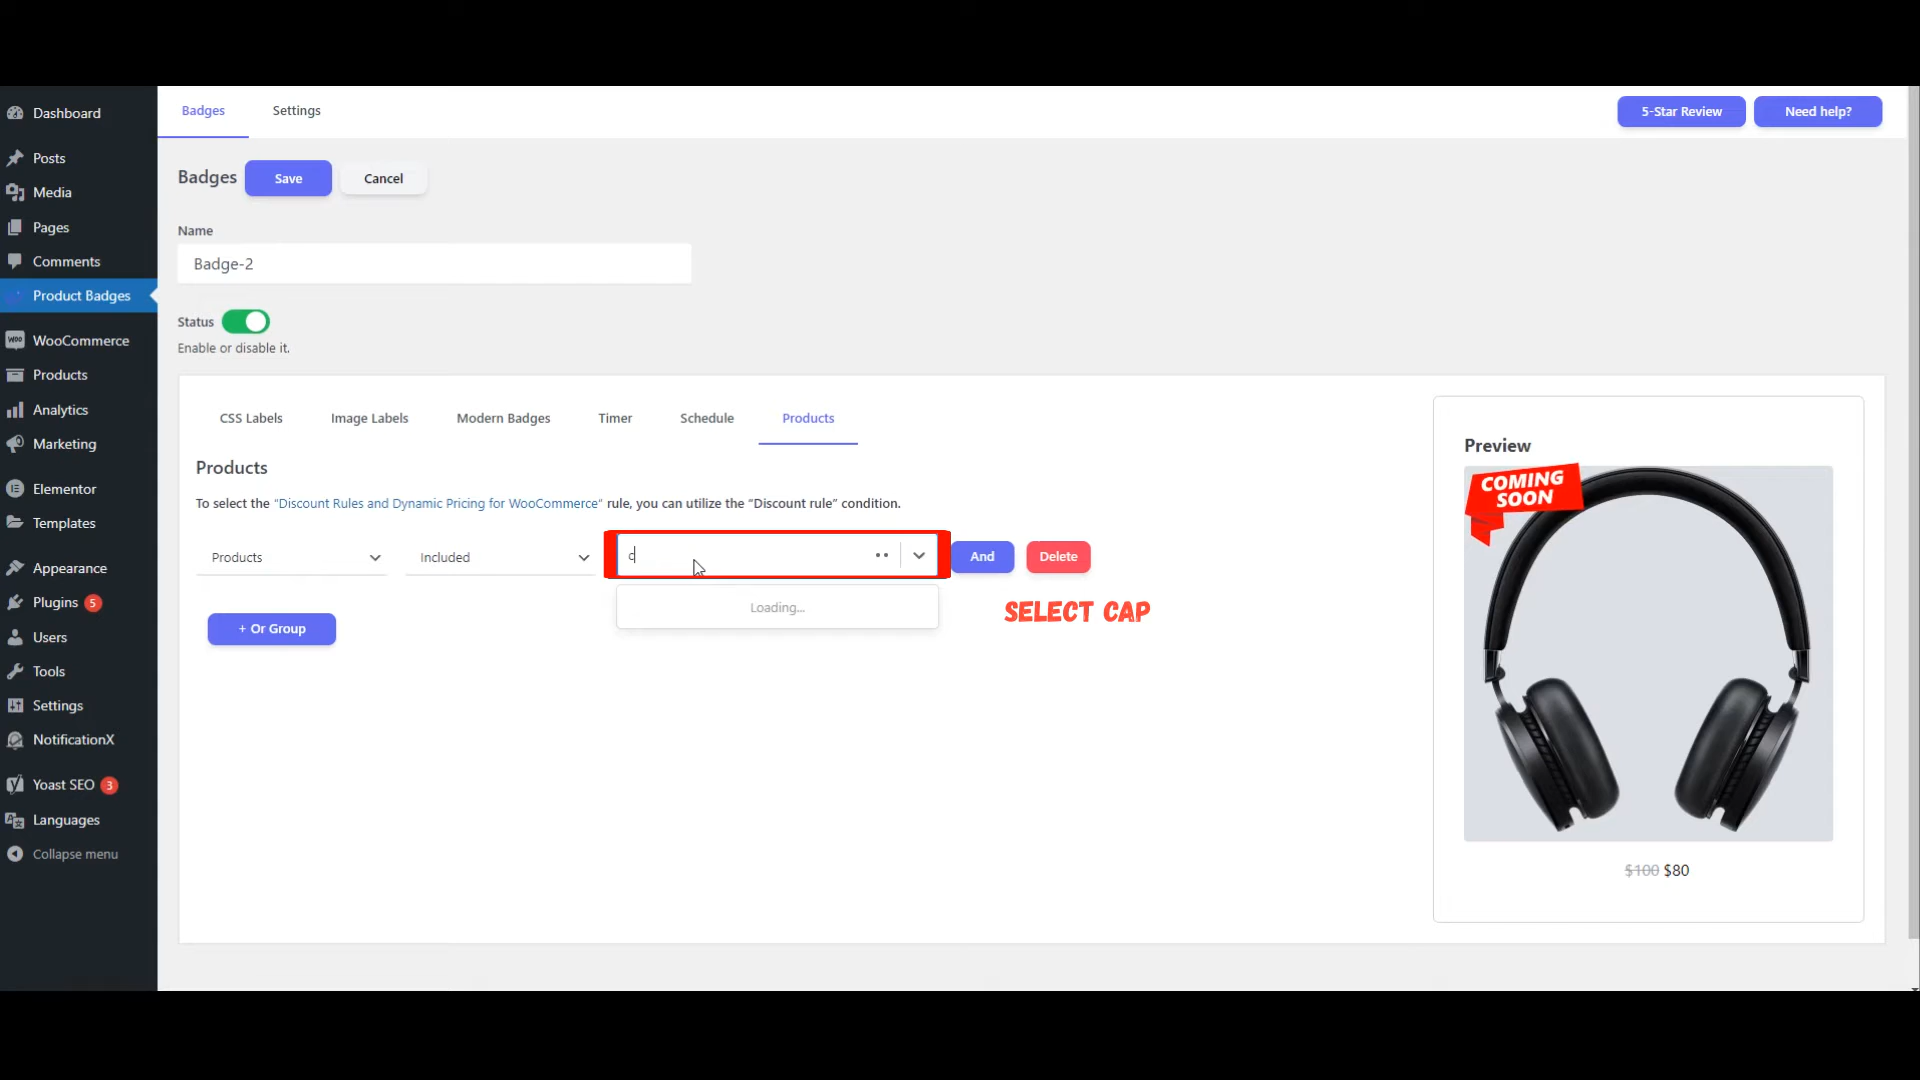 Dashboard
Posts
Media
Pages
Comments
Product Badges
WooCommerce
Products
Analytics
Marketing
Elementor
Templates
Appearance
Plugins 5
Users
Tools
Settings
NotificationX
Yoast SEO 3
Languages
Collapse menu
Badges Settings
5-Star Review Need help?
Badges Save Cancel
Name
Badge-2
Status
Enable or disable it.
CSS Labels Image Labels Modern Badges Timer Schedule Products
Products
To select the “Discount Rules and Dynamic Pricing for WooCommerce” rule, you can utilize the “Discount rule” condition.
Products Included c And Delete
Loading...
SELECT CAP
+ Or Group
Preview
COMING
SOON
$100 $80